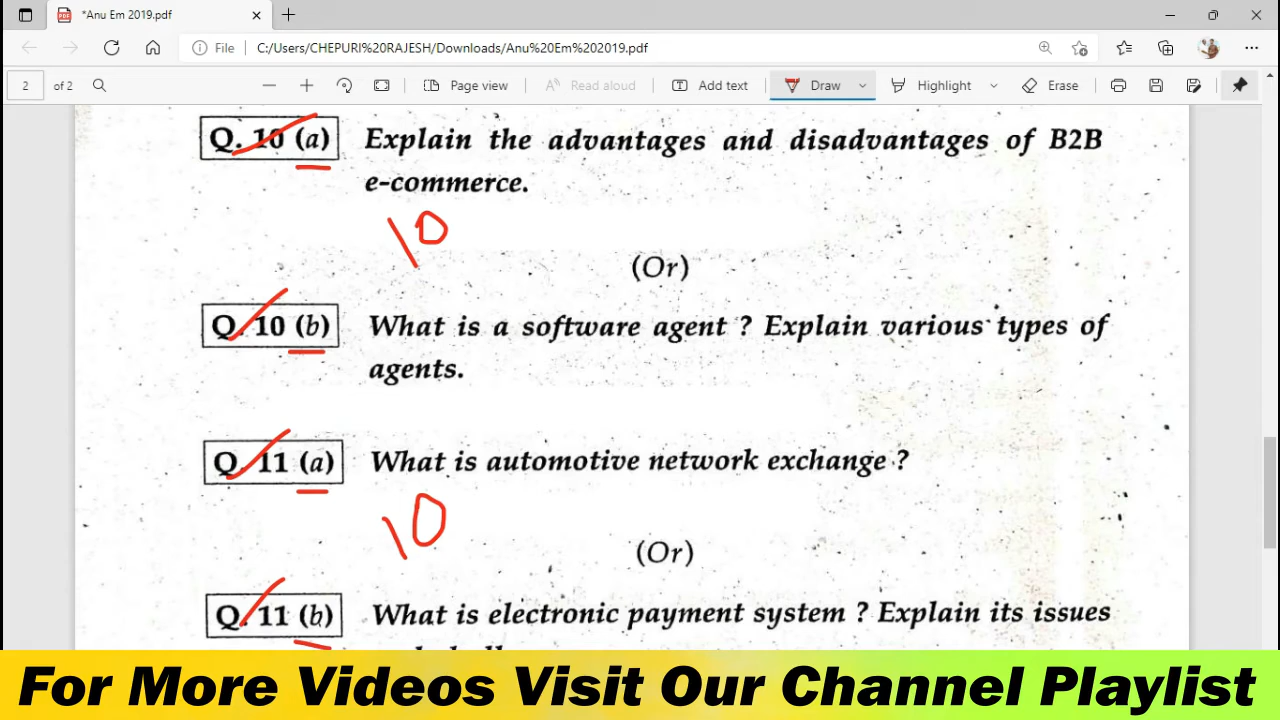 *Anu Em 2019.pdf
File C:/Users/CHEPURI%20RAJESH/Downloads/Anu%20Em%202019.pdf
2 of 2 Page view Read aloud Add text Draw Highlight Erase
Q. 10 (a) Explain the advantages and disadvantages of B2B
e-commerce.
10
(Or)
Q. 10 (b) What is a software agent ? Explain various types of
agents.
Q. 11 (a) What is automotive network exchange ?
10
(Or)
Q. 11 (b) What is electronic payment system ? Explain its issues
For More Videos Visit Our Channel Playlist